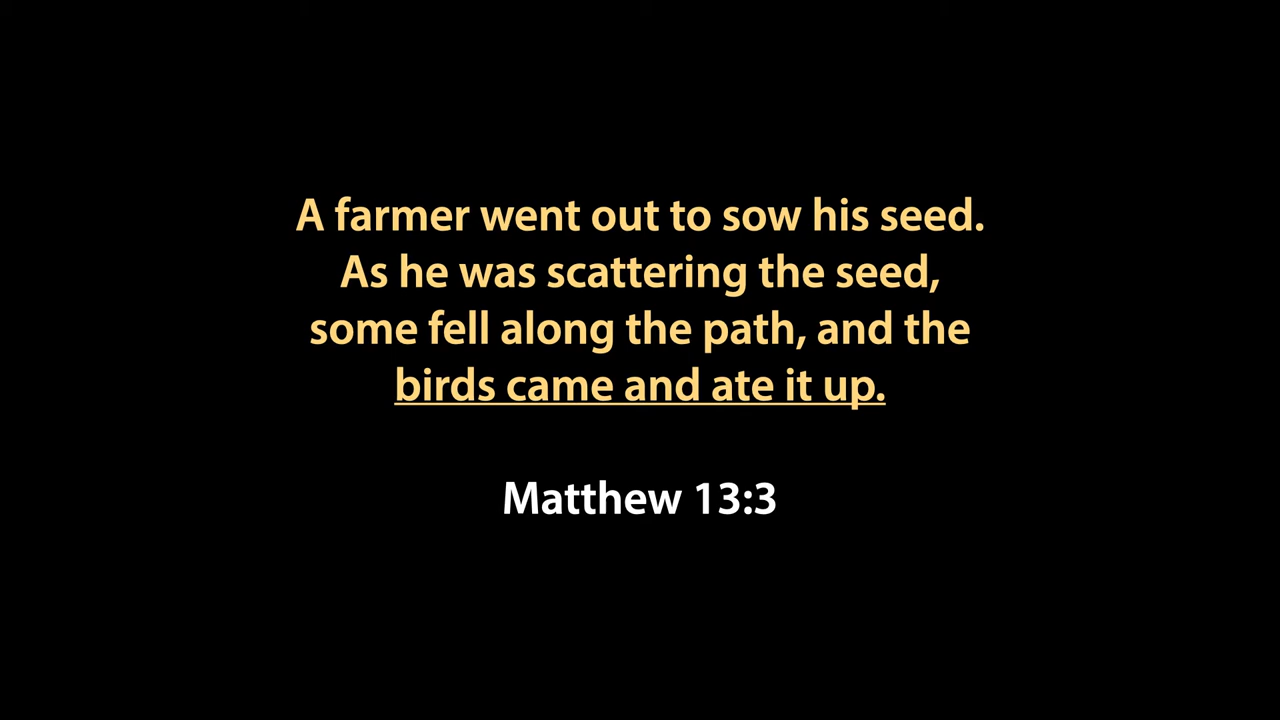 A farmer went out to sow his seed.
As he was scattering the seed,
some fell along the path, and the
birds came and ate it up.
Matthew 13:3